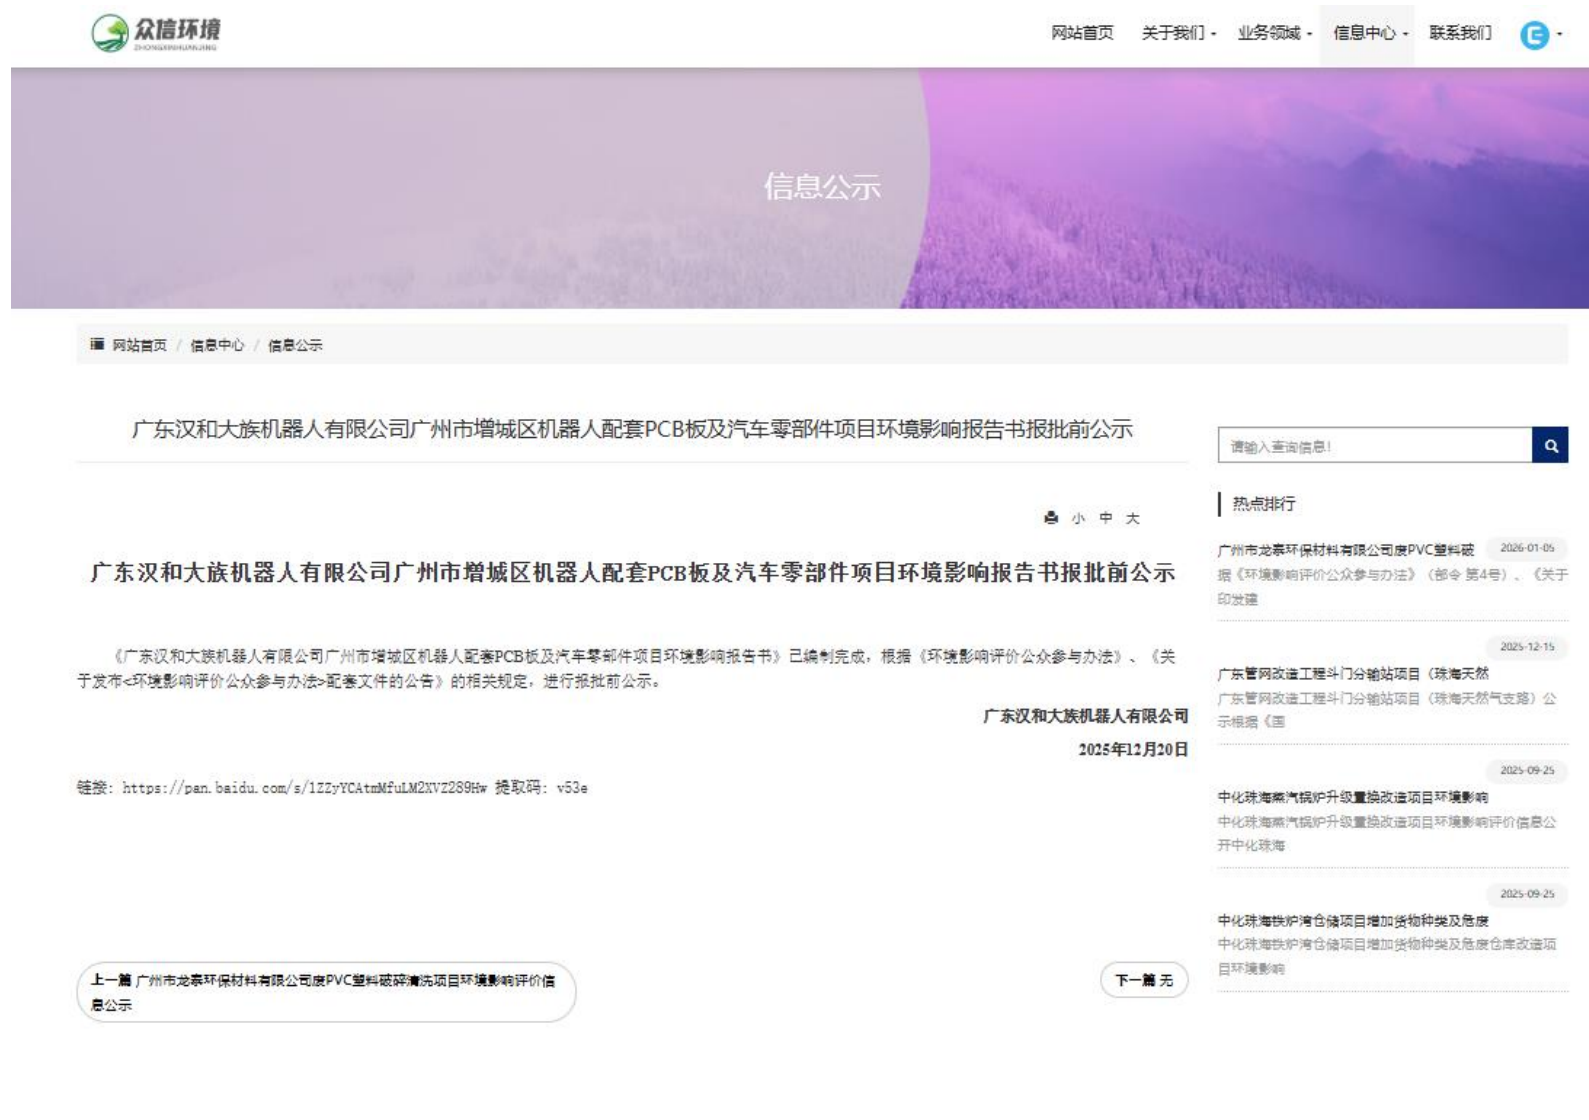 众信环境
ZHONGXINHUANJING
网站首页 关于我们 业务领域 信息中心 联系我们
信息公示
网站首页 / 信息中心 / 信息公示
广东汉和大族机器人有限公司广州市增城区机器人配套PCB板及汽车零部件项目环境影响报告书报批前公示
小 中 大
广东汉和大族机器人有限公司广州市增城区机器人配套PCB板及汽车零部件项目环境影响报告书报批前公示
《广东汉和大族机器人有限公司广州市增城区机器人配套PCB板及汽车零部件项目环境影响报告书》已编制完成，根据《环境影响评价公众参与办法》、《关
于发布<环境影响评价公众参与办法>配套文件的公告》的相关规定，进行报批前公示。
广东汉和大族机器人有限公司
2025年12月20日
链接：https://pan.baidu.com/s/1ZZyYCAtmMfuLM2XVZ289Hw 提取码：v53e
上一篇 广州市龙泰环保材料有限公司废PVC塑料破碎清洗项目环境影响评价信
息公示
下一篇 无
请输入查询信息！
热点排行
广州市龙泰环保材料有限公司废PVC塑料破 2026-01-05
据《环境影响评价公众参与办法》（部令 第4号）、《关于
印发建
2025-12-15
广东管网改造工程斗门分输站项目（珠海天然
广东管网改造工程斗门分输站项目（珠海天然气支路）公
示根据《国
2025-09-25
中化珠海蒸汽锅炉升级置换改造项目环境影响
中化珠海蒸汽锅炉升级置换改造项目环境影响评价信息公
开中化珠海
2025-09-25
中化珠海铁炉湾仓储项目增加货物种类及危废
中化珠海铁炉湾仓储项目增加货物种类及危废仓库改造项
目环境影响